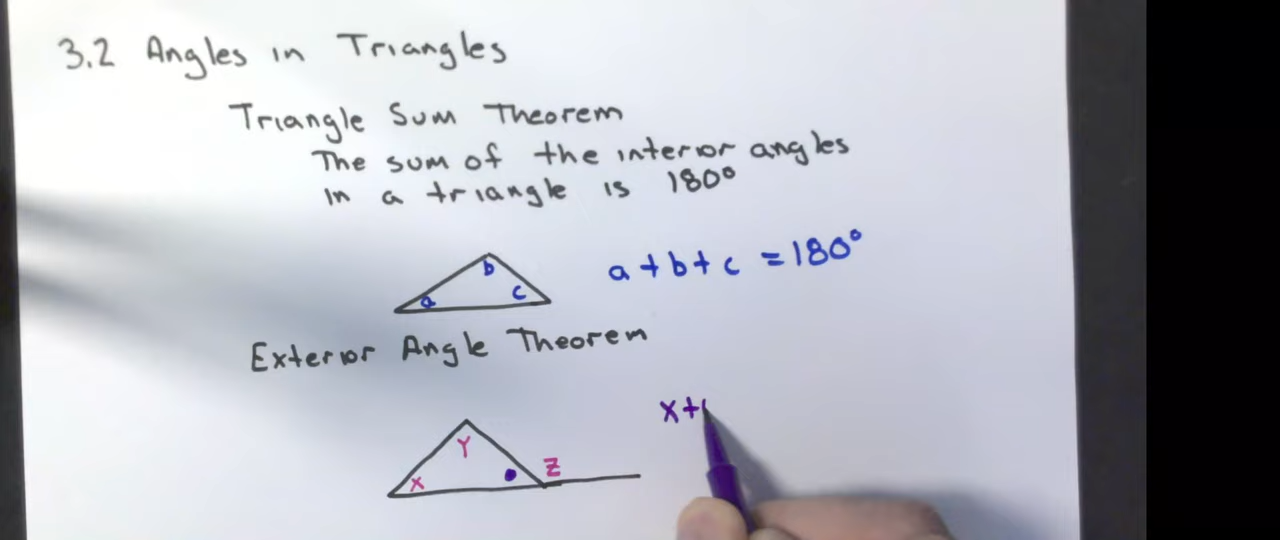 3.2 Angles in Triangles
Triangle Sum Theorem
The sum of the interior angles
in a triangle is 180°
b
a c
a + b + c = 180°
Exterior Angle Theorem
x +
Y
x
Z